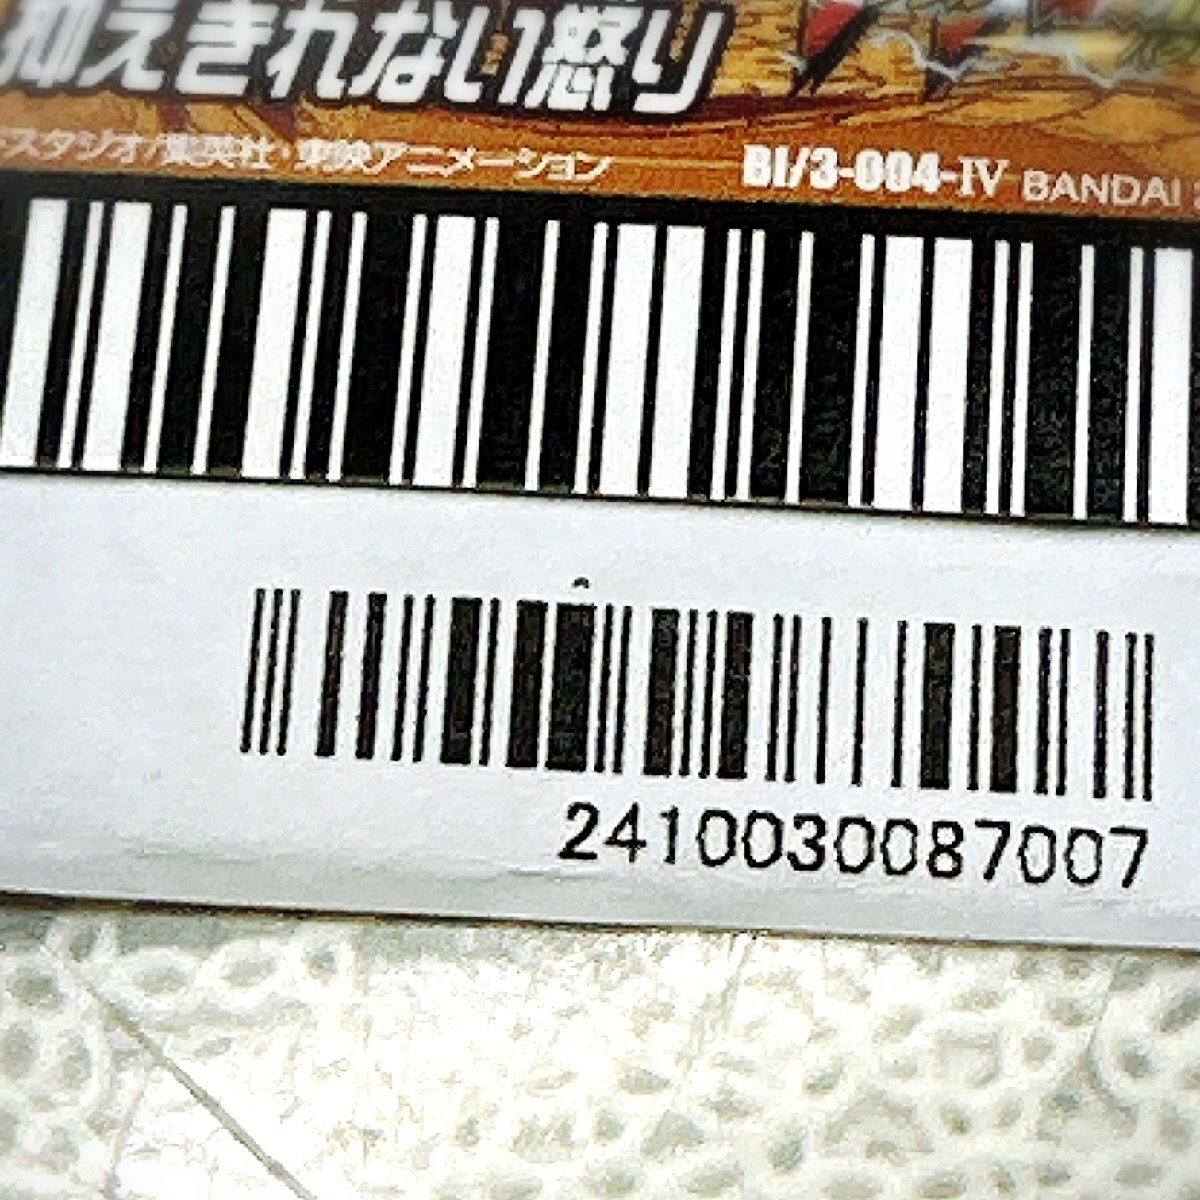 抑えきれない怒り
スタジオ/集英社・東映アニメーション
BI/3-004-IV BANDAI
2410030087007